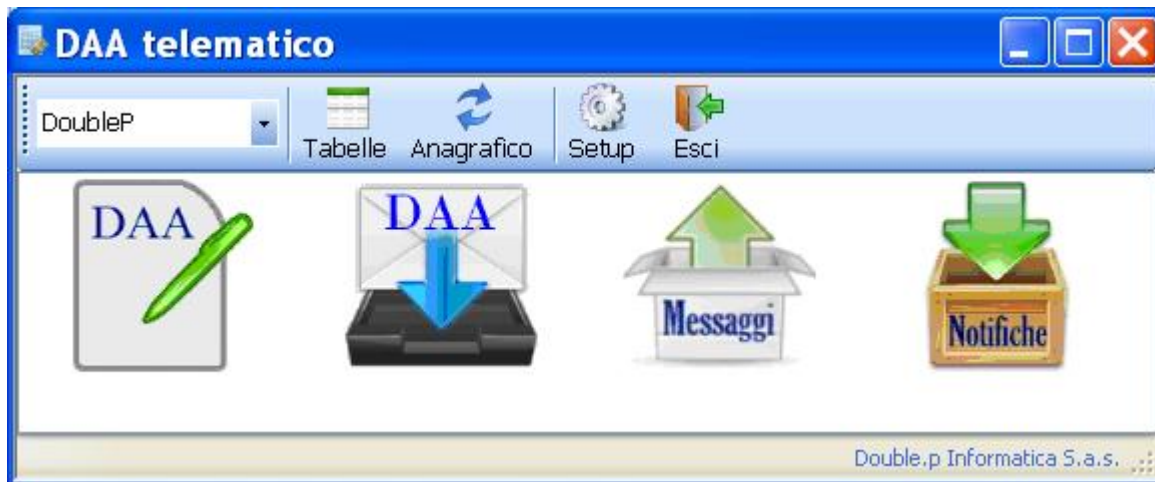 DAA telematico
DoubleP
Tabelle Anagrafico Setup Esci
DAA DAA Messaggi Notifiche
Double.p Informatica S.a.s.